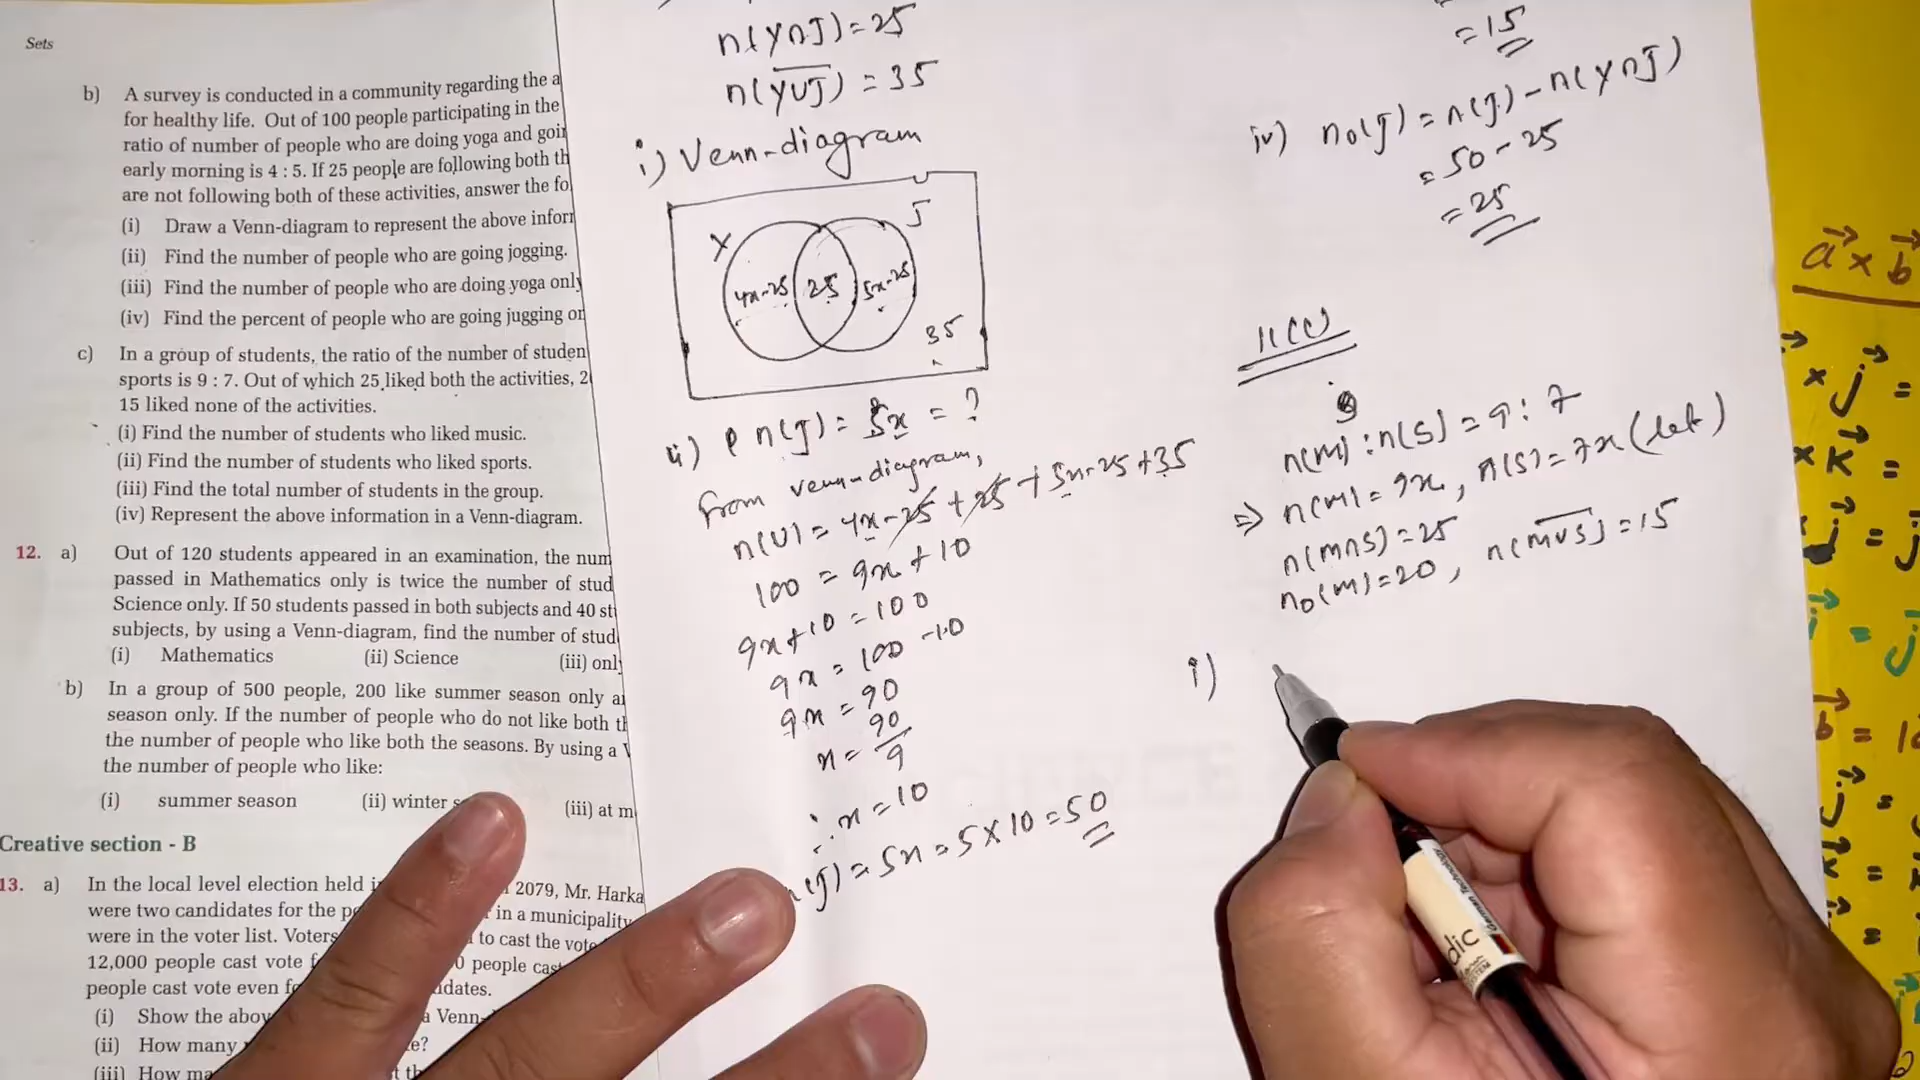 Sets
b) A survey is conducted in a community regarding the a
for healthy life. Out of 100 people participating in the
ratio of number of people who are doing yoga and goin
early morning is 4 : 5. If 25 people are following both th
are not following both of these activities, answer the fo
(i) Draw a Venn-diagram to represent the above inforr
(ii) Find the number of people who are going jogging.
(iii) Find the number of people who are doing yoga only
(iv) Find the percent of people who are going jugging or
c) In a group of students, the ratio of the number of studen
sports is 9 : 7. Out of which 25 liked both the activities, 2
15 liked none of the activities.
(i) Find the number of students who liked music.
(ii) Find the number of students who liked sports.
(iii) Find the total number of students in the group.
(iv) Represent the above information in a Venn-diagram.
12. a) Out of 120 students appeared in an examination, the num
passed in Mathematics only is twice the number of stud
Science only. If 50 students passed in both subjects and 40 st
subjects, by using a Venn-diagram, find the number of stud
(i) Mathematics (ii) Science (iii) only
b) In a group of 500 people, 200 like summer season only a
season only. If the number of people who do not like both th
the number of people who like both the seasons. By using a V
the number of people who like:
(i) summer season (ii) winter s (iii) at m
Creative section - B
13. a) In the local level election held i 2079, Mr. Harka
were two candidates for the p in a municipality
were in the voter list. Voters to cast the vote
12,000 people cast vote f 0 people cas
people cast vote even f idates.
(i) Show the abov a Venn-
(ii) How many e?
(iii) How ma t th
n(Y∩J) = 25
n(\overline{Y∪J}) = 35
i) Venn-diagram
U
Y J
4x-25 25 5x-25
35
ii) n(J) = 5x = ?
from venn-diagram,
n(U) = 4x-25 + 25 + 5x-25 + 35
100 = 9x + 10
9x + 10 = 100
9x = 100 - 10
9x = 90
x = 90/9
∴ x = 10
(J) = 5x = 5 × 10 = 50
= 15
iv) n₀(J) = n(J) - n(Y∩J)
= 50 - 25
= 25
11(c)
n(M) : n(S) = 9 : 7
⇒ n(M) = 9x, n(S) = 7x (let)
n(M∩S) = 25
n₀(M) = 20, n(\overline{M∪S}) = 15
i)
dic
German Technology
a⃗ × b⃗